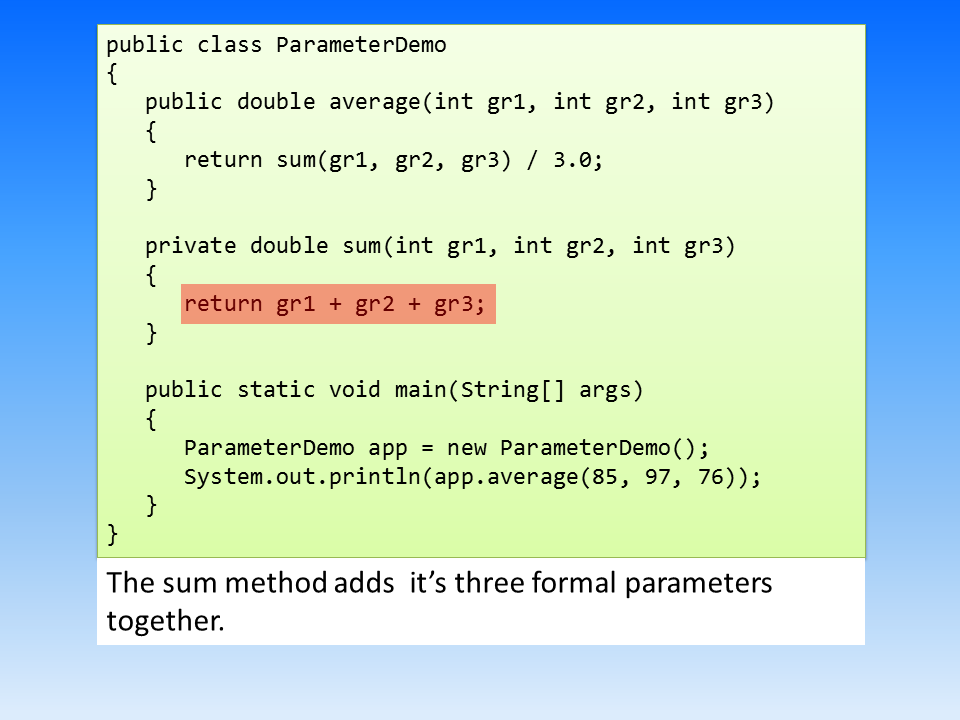 public class ParameterDemo
{
   public double average(int gr1, int gr2, int gr3)
   {
      return sum(gr1, gr2, gr3) / 3.0;
   }

   private double sum(int gr1, int gr2, int gr3)
   {
      return gr1 + gr2 + gr3;
   }

   public static void main(String[] args)
   {
      ParameterDemo app = new ParameterDemo();
      System.out.println(app.average(85, 97, 76));
   }
}
The sum method adds  it’s three formal parameters
together.